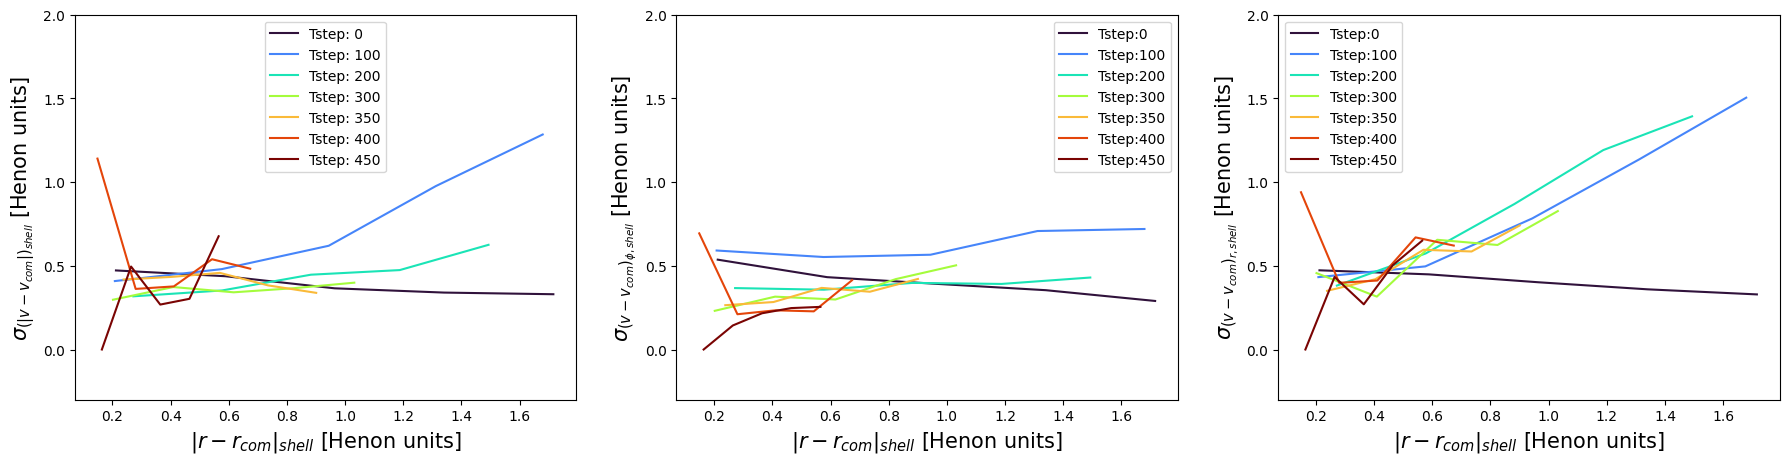 2.0
1.5
1.0
0.5
0.0
σ(|v − v_com|)_shell [Henon units]
Tstep: 0
Tstep: 100
Tstep: 200
Tstep: 300
Tstep: 350
Tstep: 400
Tstep: 450
0.2 0.4 0.6 0.8 1.0 1.2 1.4 1.6
|r − r_com|_shell [Henon units]
2.0
1.5
1.0
0.5
0.0
σ(v − v_com)_ϕ, shell [Henon units]
Tstep:0
Tstep:100
Tstep:200
Tstep:300
Tstep:350
Tstep:400
Tstep:450
0.2 0.4 0.6 0.8 1.0 1.2 1.4 1.6
|r − r_com|_shell [Henon units]
2.0
1.5
1.0
0.5
0.0
σ(v − v_com)_r, shell [Henon units]
Tstep:0
Tstep:100
Tstep:200
Tstep:300
Tstep:350
Tstep:400
Tstep:450
0.2 0.4 0.6 0.8 1.0 1.2 1.4 1.6
|r − r_com|_shell [Henon units]